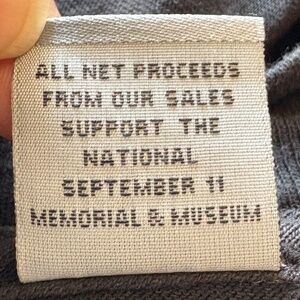 ALL NET PROCEEDS
FROM OUR SALES
SUPPORT THE
NATIONAL
SEPTEMBER 11
MEMORIAL & MUSEUM